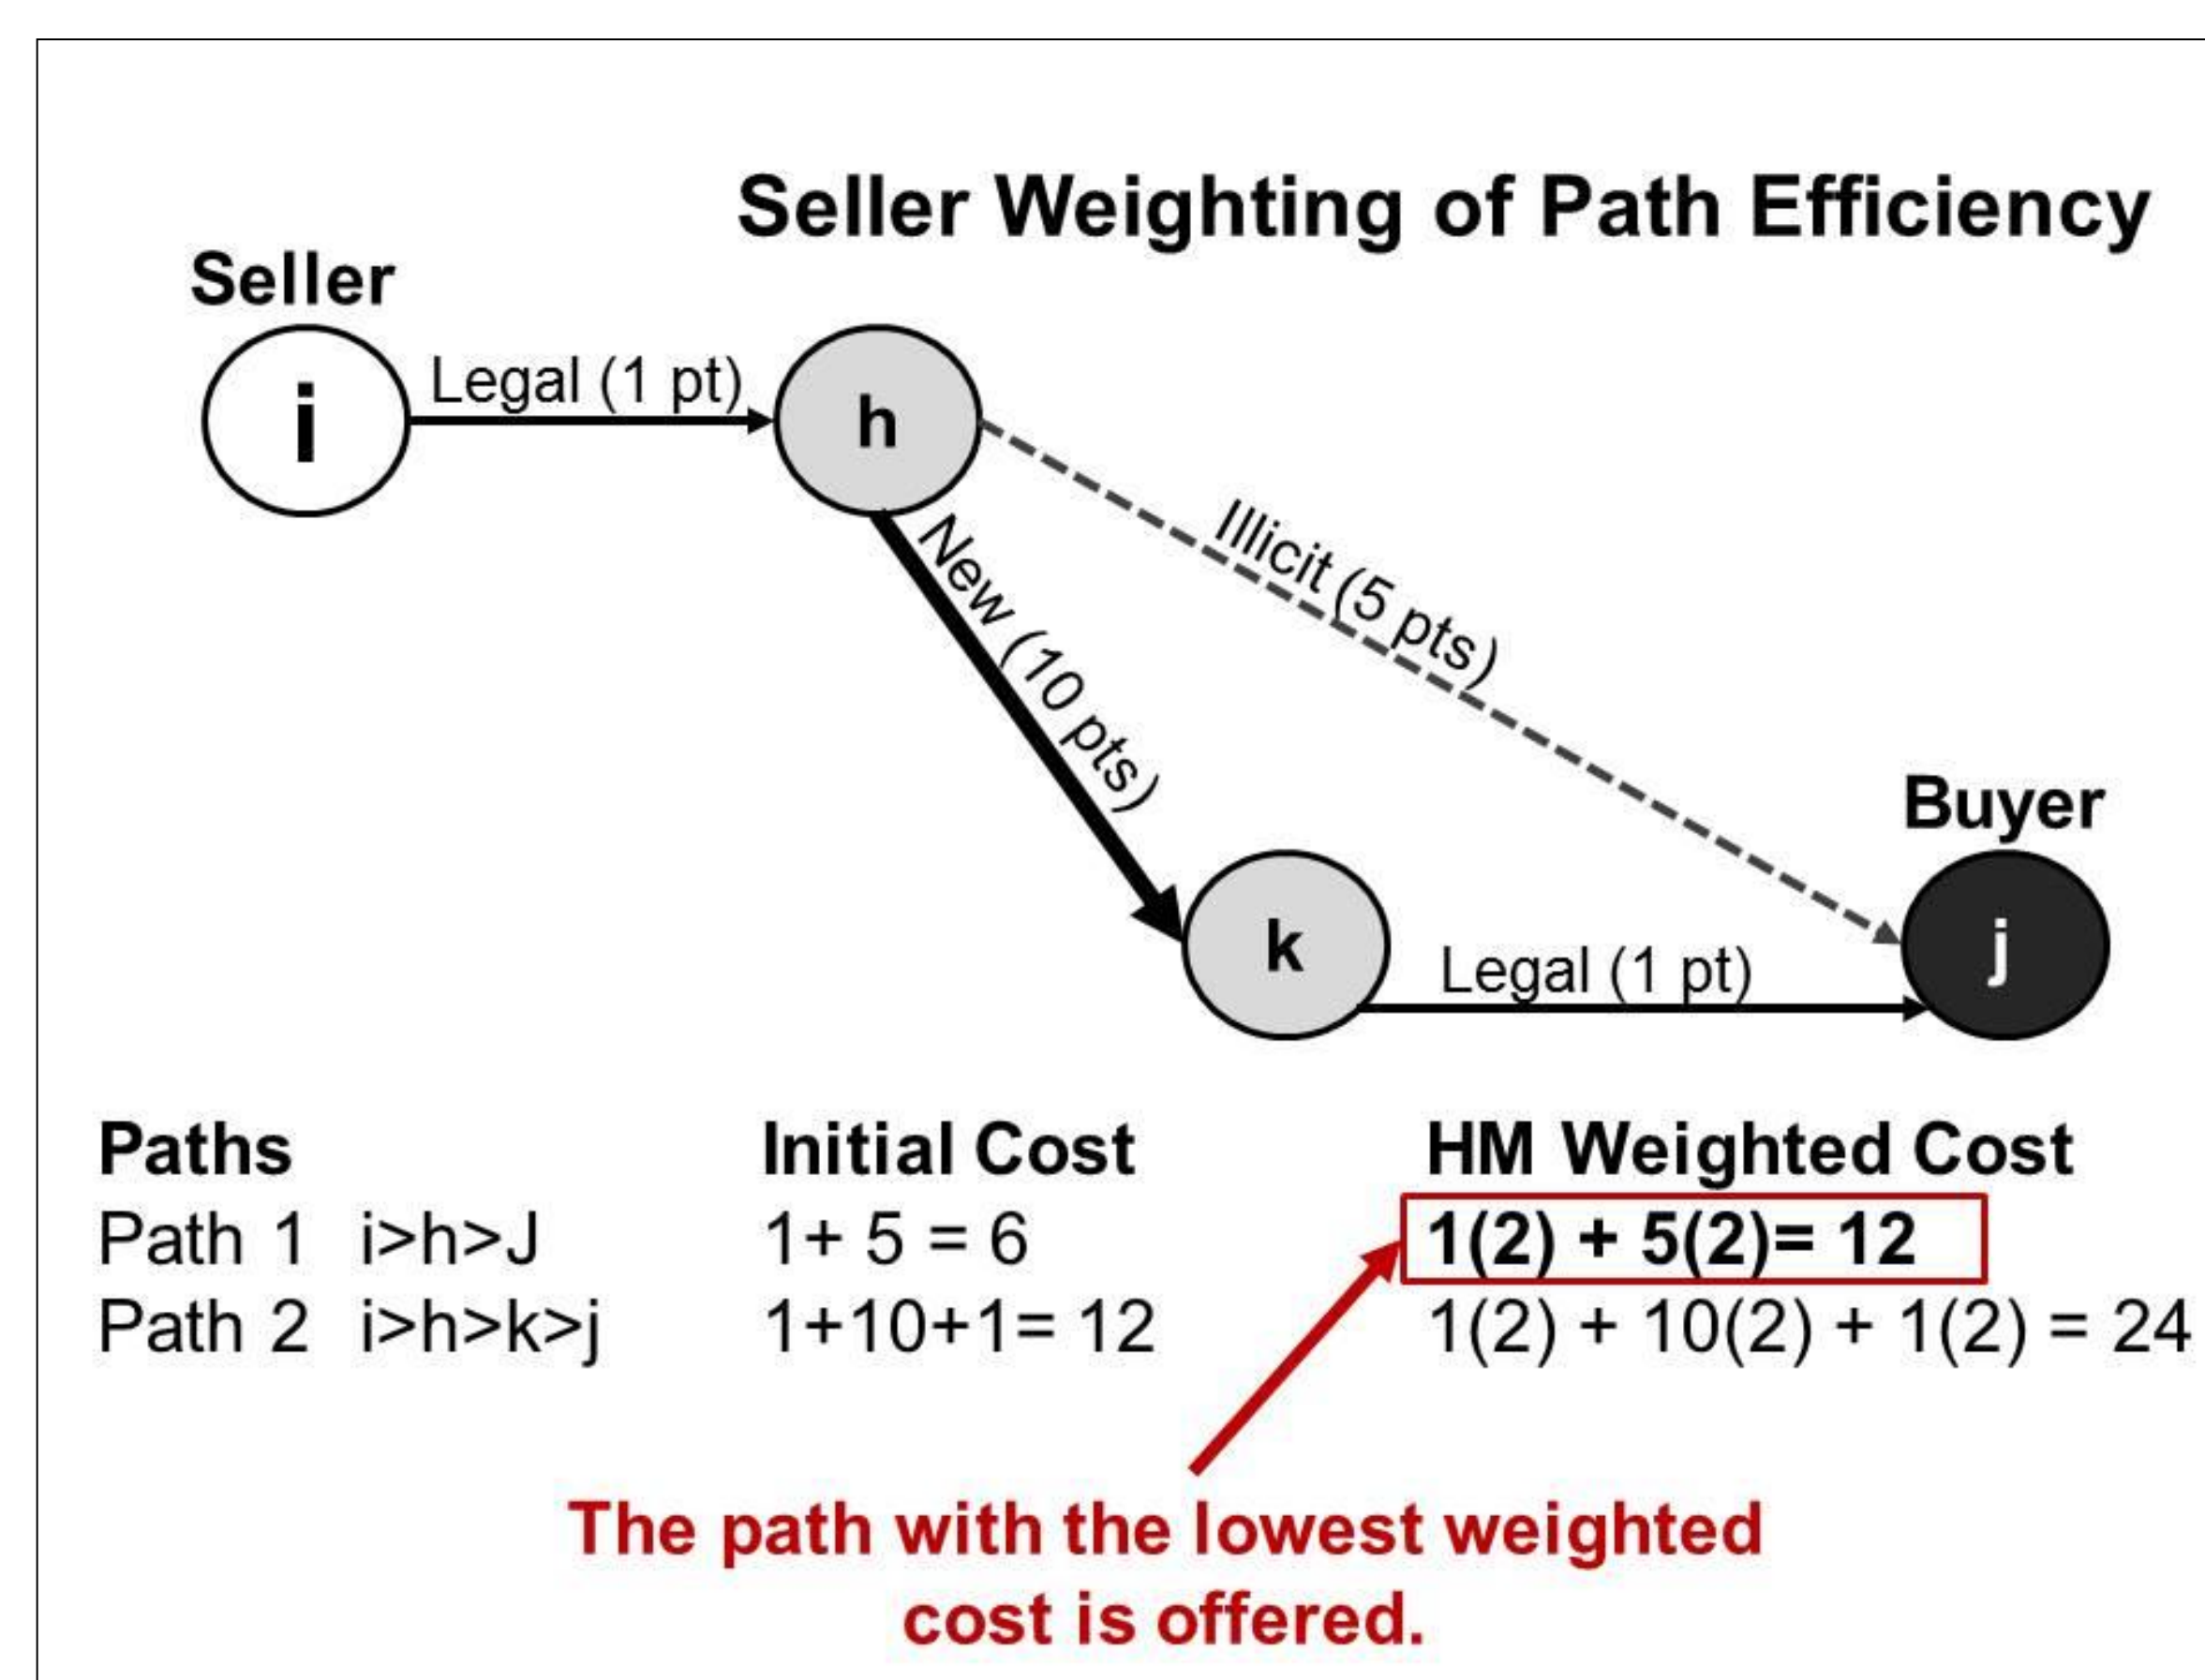 Seller Weighting of Path Efficiency
Seller
i
Legal (1 pt)
h
Illicit (5 pts)
New (10 pts)
Buyer
k
Legal (1 pt)
j
Paths Initial Cost HM Weighted Cost
Path 1 i>h>J 1+ 5 = 6 1(2) + 5(2)= 12
Path 2 i>h>k>j 1+10+1= 12 1(2) + 10(2) + 1(2) = 24
The path with the lowest weighted
cost is offered.